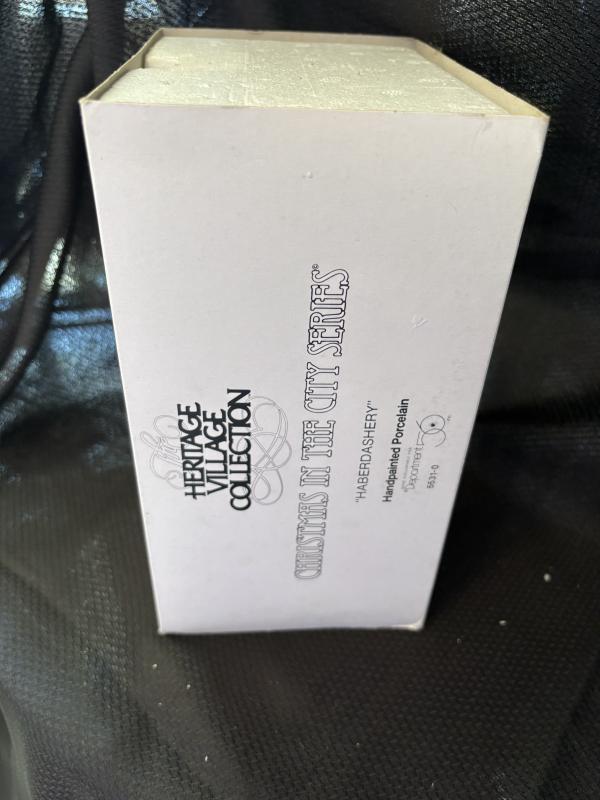 The
HERITAGE
VILLAGE
COLLECTION
CHRISTMAS IN THE CITY SERIES®
"HABERDASHERY"
Handpainted Porcelain
Department 56
5531-0